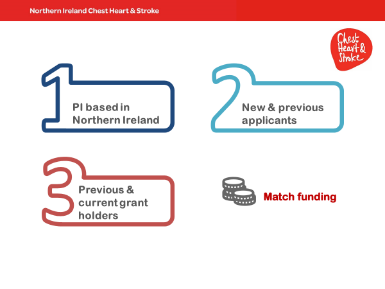 Northern Ireland Chest Heart & Stroke
Chest
Heart &
Stroke
1
PI based in
Northern Ireland
2
New & previous
applicants
3
Previous &
current grant
holders
Match funding